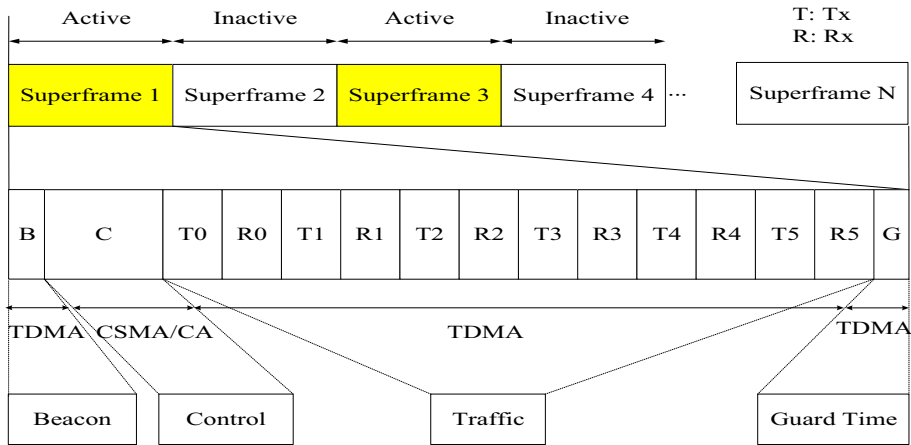 Active Inactive Active Inactive T: Tx
R: Rx
Superframe 1 Superframe 2 Superframe 3 Superframe 4 ... Superframe N
B C T0 R0 T1 R1 T2 R2 T3 R3 T4 R4 T5 R5 G
TDMA CSMA/CA TDMA TDMA
Beacon Control Traffic Guard Time